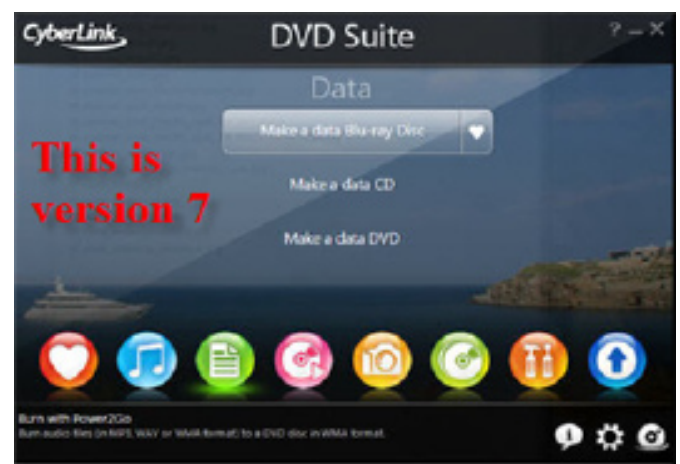 CyberLink
DVD Suite
? – ×
Data
Make a data Blu-ray Disc
This is
version 7
Make a data CD
Make a data DVD
Burn with Power2Go
Burn audio files (in MP3, WAV or WMA format) to a DVD disc in WMA format.